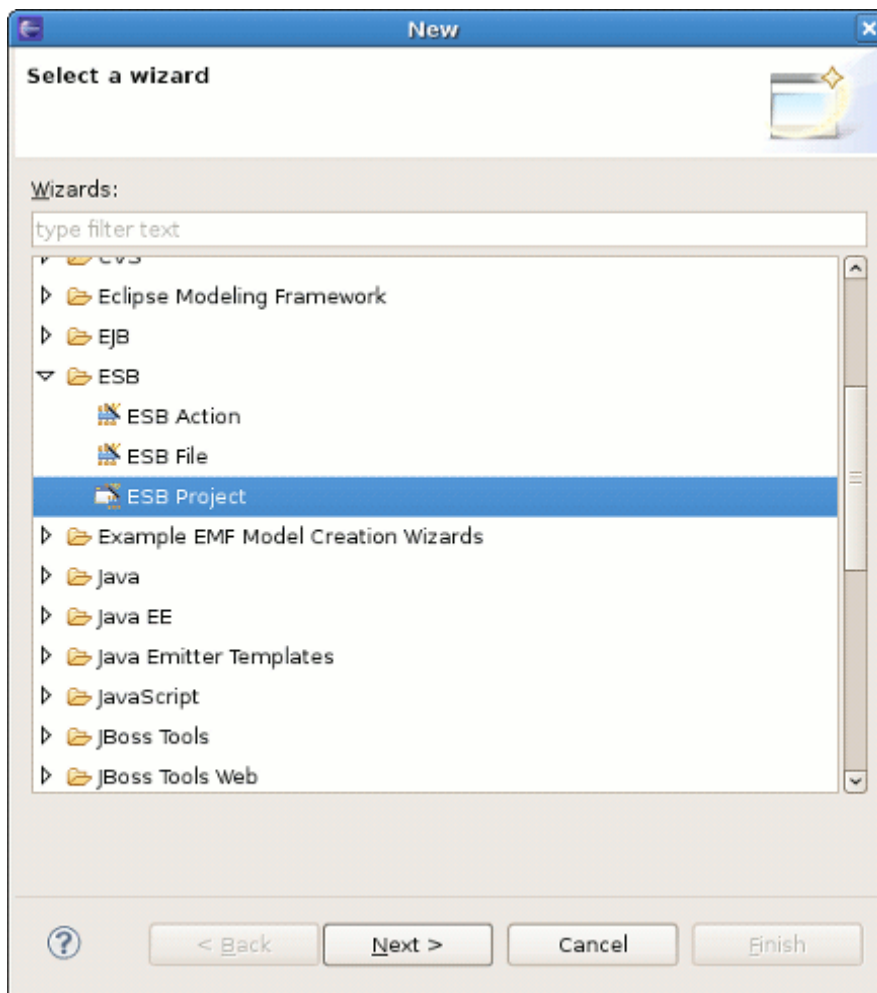 New
Select a wizard
Wizards:
type filter text
CVS
Eclipse Modeling Framework
EJB
ESB
ESB Action
ESB File
ESB Project
Example EMF Model Creation Wizards
Java
Java EE
Java Emitter Templates
JavaScript
JBoss Tools
JBoss Tools Web
? < Back Next > Cancel Finish